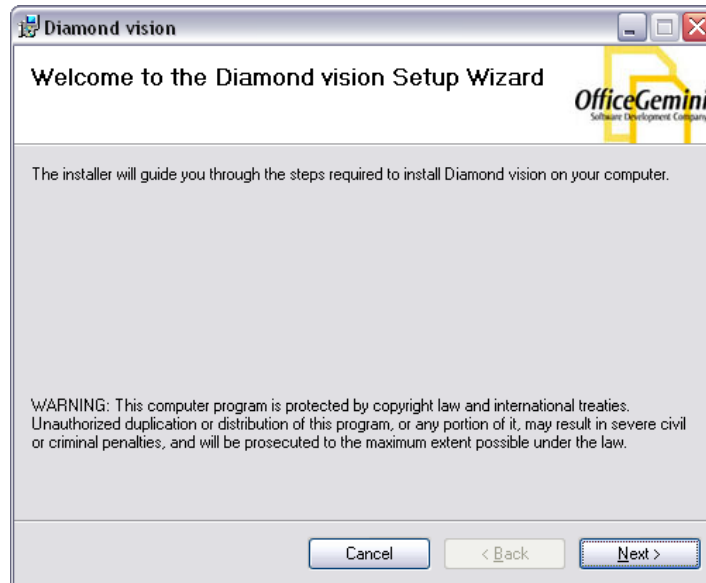 Diamond vision
Welcome to the Diamond vision Setup Wizard
OfficeGemini
Software Development Company
The installer will guide you through the steps required to install Diamond vision on your computer.
WARNING: This computer program is protected by copyright law and international treaties.
Unauthorized duplication or distribution of this program, or any portion of it, may result in severe civil
or criminal penalties, and will be prosecuted to the maximum extent possible under the law.
Cancel
< Back
Next >